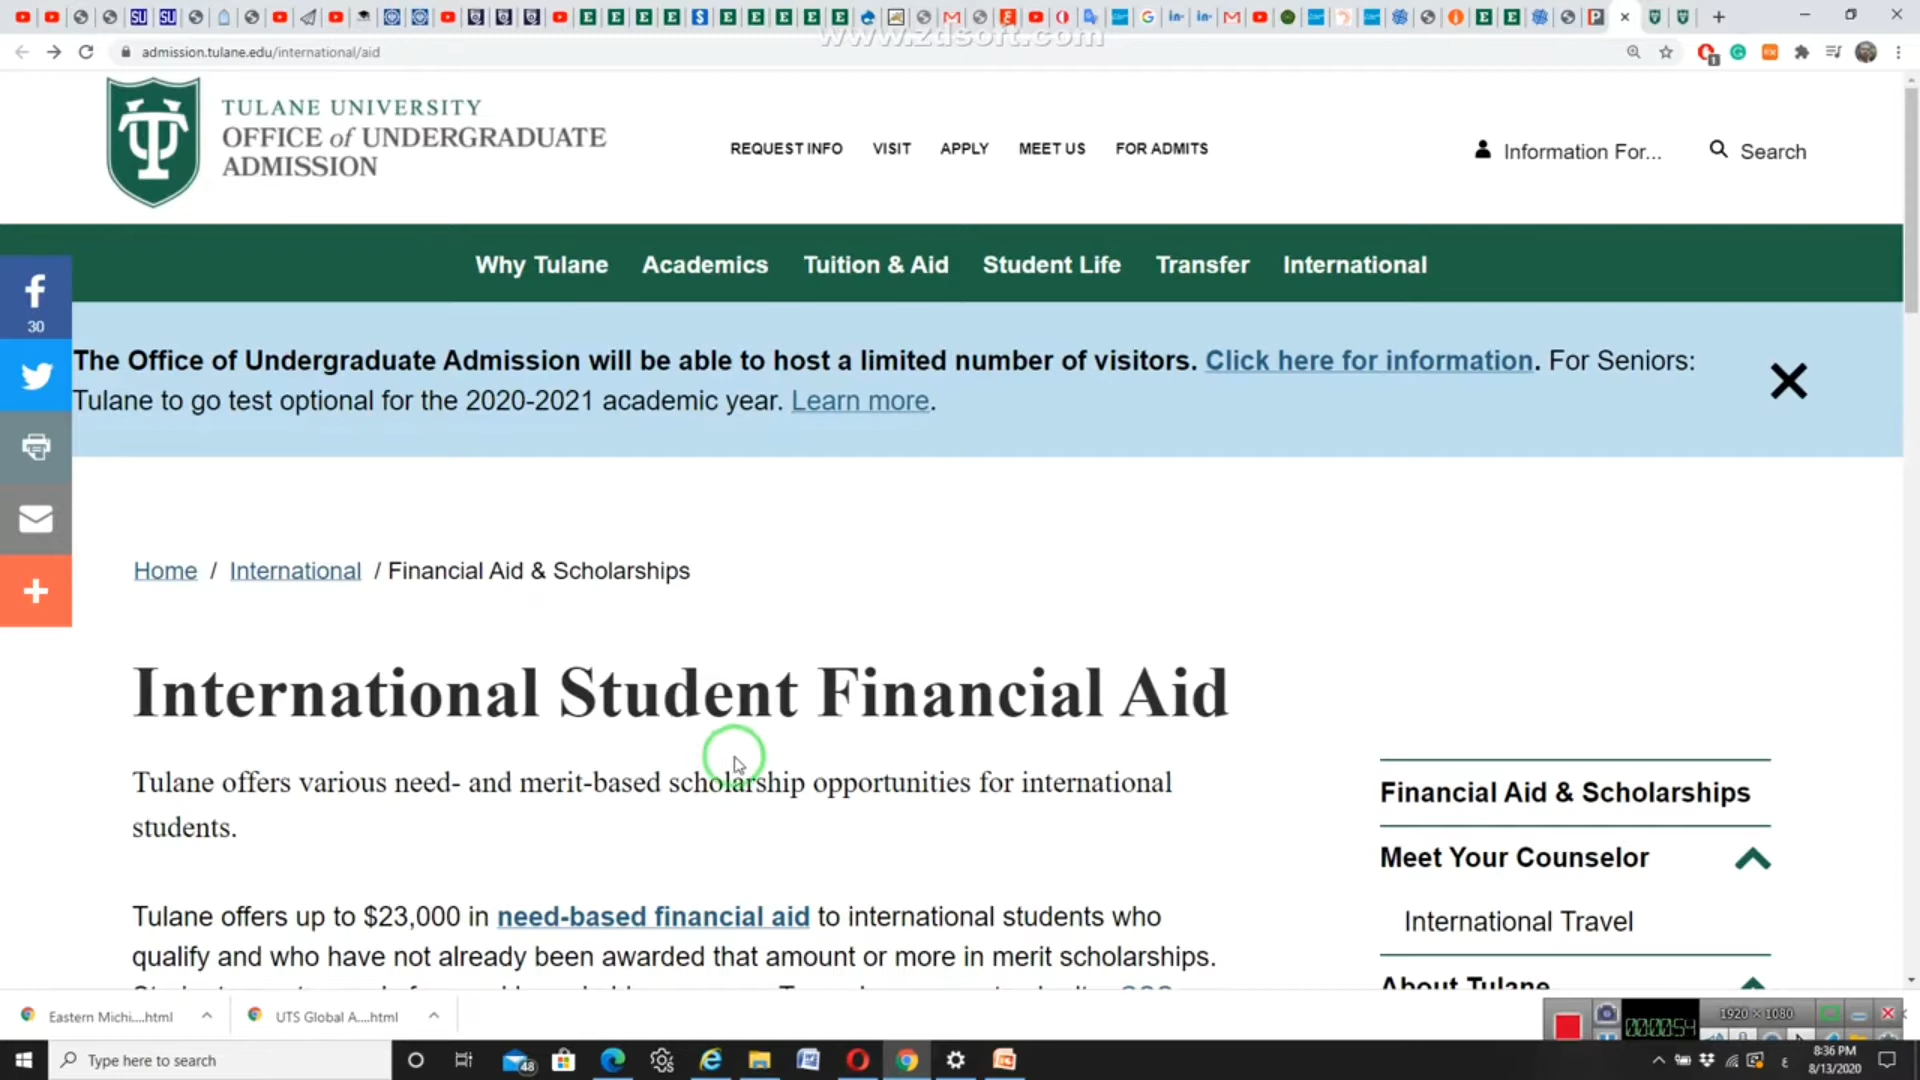 www.zdsoft.com
admission.tulane.edu/international/aid
TULANE UNIVERSITY
OFFICE of UNDERGRADUATE
ADMISSION
REQUEST INFO VISIT APPLY MEET US FOR ADMITS
Information For... Search
Why Tulane Academics Tuition & Aid Student Life Transfer International
30
The Office of Undergraduate Admission will be able to host a limited number of visitors. Click here for information. For Seniors:
Tulane to go test optional for the 2020-2021 academic year. Learn more.
Home / International / Financial Aid & Scholarships
International Student Financial Aid
Tulane offers various need- and merit-based scholarship opportunities for international
students.
Tulane offers up to $23,000 in need-based financial aid to international students who
qualify and who have not already been awarded that amount or more in merit scholarships.
Financial Aid & Scholarships
Meet Your Counselor
International Travel
About Tulane
Eastern Michi....html UTS Global A....html
00:00:54 1920 × 1080
Type here to search
48
8:36 PM
8/13/2020